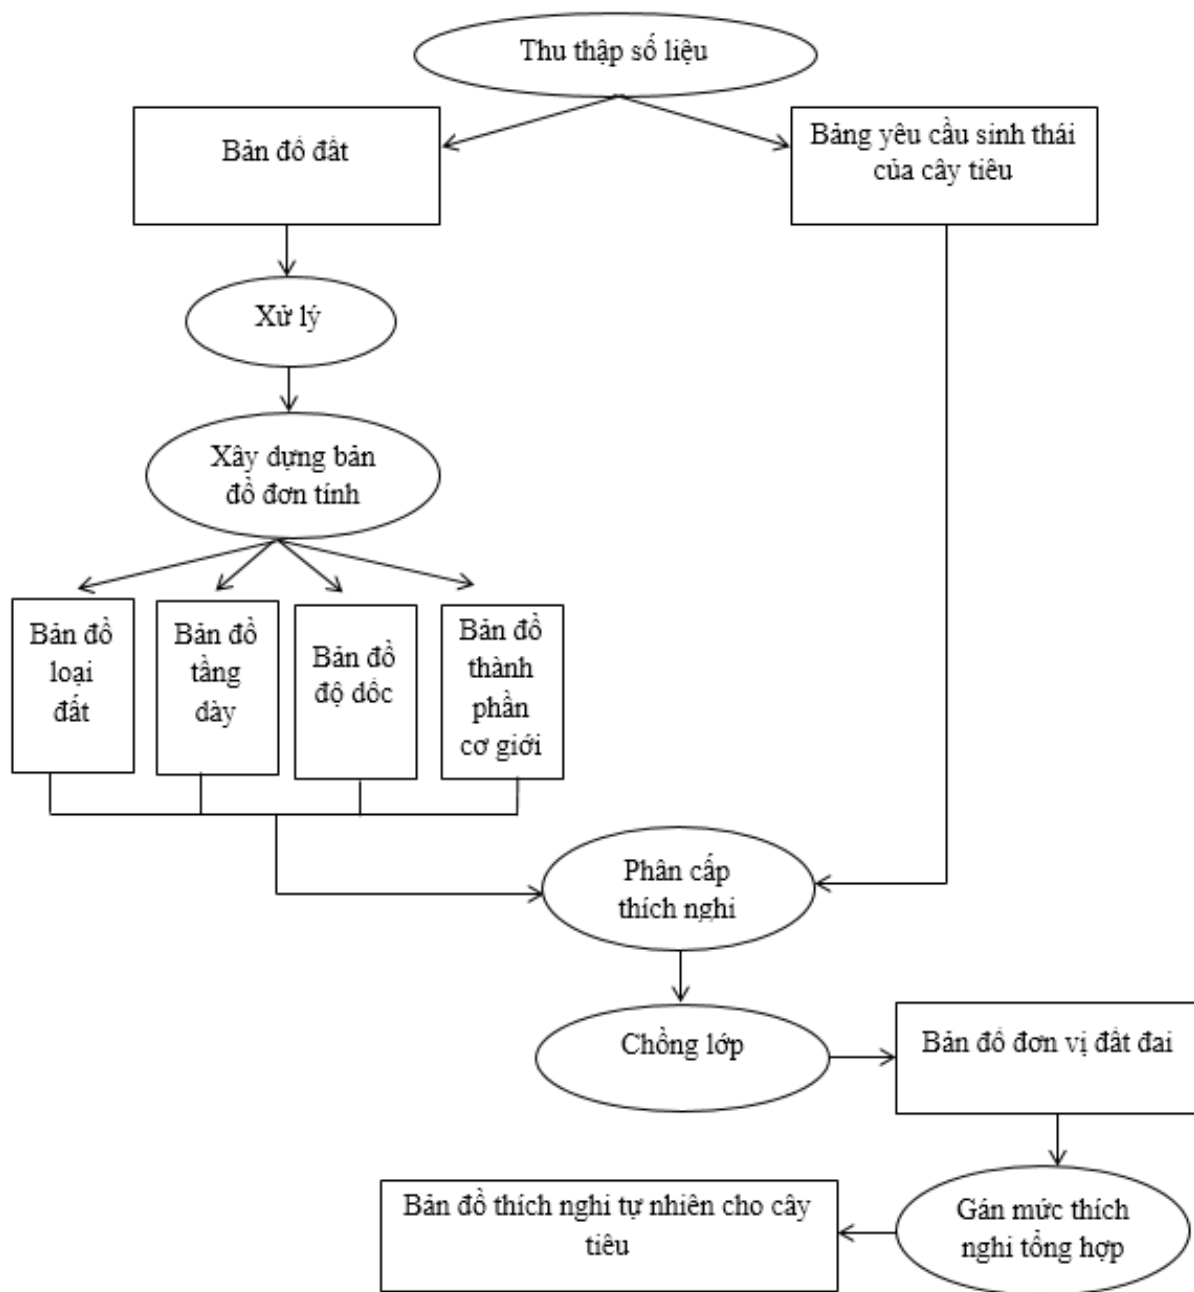 Thu thập số liệu
Bản đồ đất
Bảng yêu cầu sinh thái
của cây tiêu
Xử lý
Xây dựng bản
đồ đơn tính
Bản đồ
loại
đất
Bản đồ
tầng
dày
Bản đồ
độ dốc
Bản đồ
thành
phần
cơ giới
Phân cấp
thích nghi
Chồng lớp
Bản đồ đơn vị đất đai
Gán mức thích
nghi tổng hợp
Bản đồ thích nghi tự nhiên cho cây
tiêu